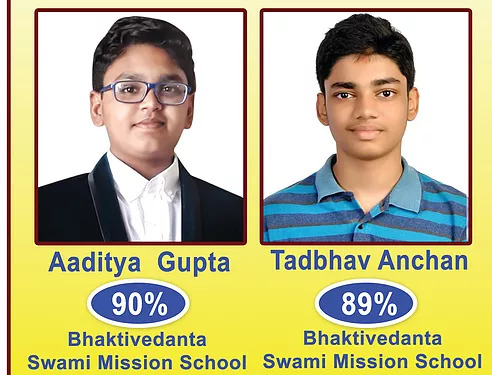 Aaditya Gupta
90%
Bhaktivedanta
Swami Mission School
Tadbhav Anchan
89%
Bhaktivedanta
Swami Mission School